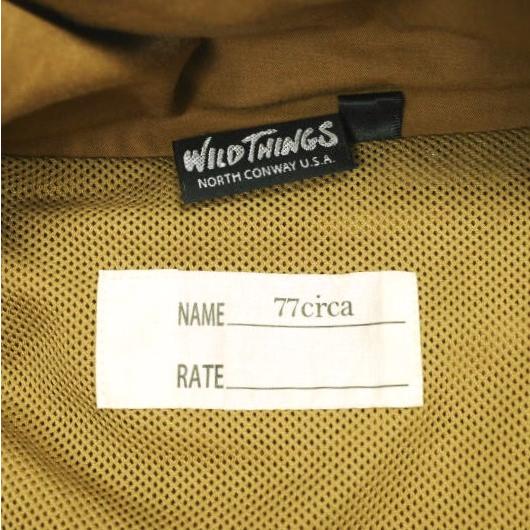 WILDTHINGS
NORTH CONWAY U.S.A.
NAME 77circa
RATE